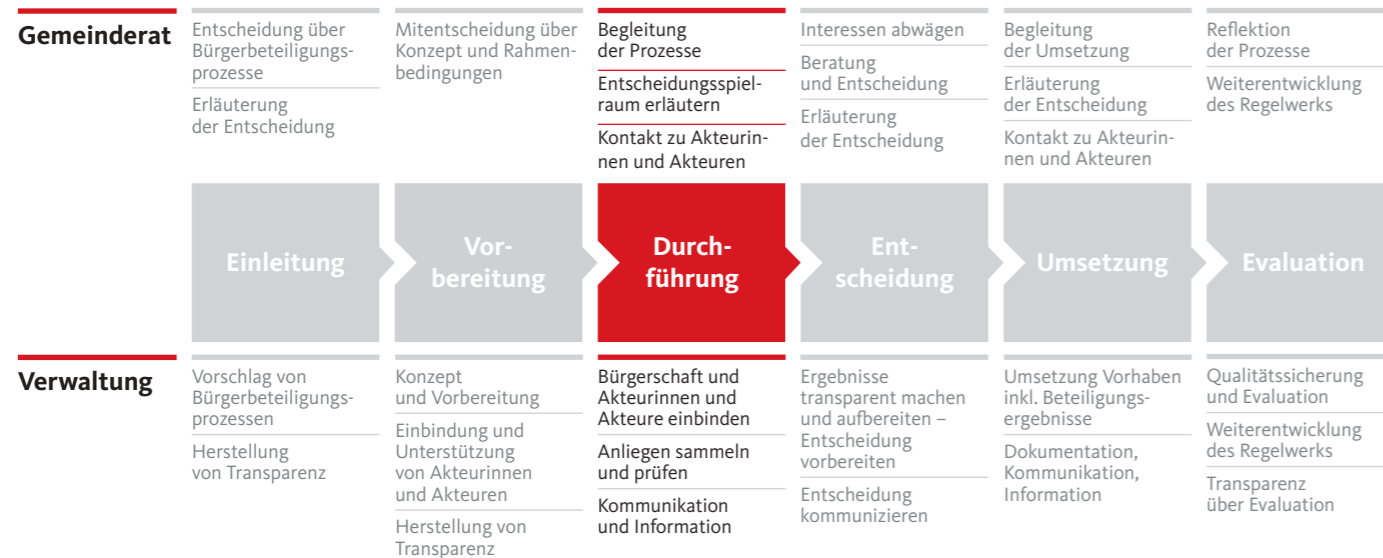 Gemeinderat
Entscheidung über
Bürgerbeteiligungs-
prozesse
Erläuterung
der Entscheidung
Mitentscheidung über
Konzept und Rahmen-
bedingungen
Begleitung
der Prozesse
Entscheidungsspiel-
raum erläutern
Kontakt zu Akteurin-
nen und Akteuren
Interessen abwägen
Beratung
und Entscheidung
Erläuterung
der Entscheidung
Begleitung
der Umsetzung
Erläuterung
der Entscheidung
Kontakt zu Akteurin-
nen und Akteuren
Reflektion
der Prozesse
Weiterentwicklung
des Regelwerks
Einleitung
Vor-
bereitung
Durch-
führung
Ent-
scheidung
Umsetzung
Evaluation
Verwaltung
Vorschlag von
Bürgerbeteiligungs-
prozessen
Herstellung
von Transparenz
Konzept
und Vorbereitung
Einbindung und
Unterstützung
von Akteurinnen
und Akteuren
Herstellung von
Transparenz
Bürgerschaft und
Akteurinnen und
Akteure einbinden
Anliegen sammeln
und prüfen
Kommunikation
und Information
Ergebnisse
transparent machen
und aufbereiten –
Entscheidung
vorbereiten
Entscheidung
kommunizieren
Umsetzung Vorhaben
inkl. Beteiligungs-
ergebnisse
Dokumentation,
Kommunikation,
Information
Qualitätssicherung
und Evaluation
Weiterentwicklung
des Regelwerks
Transparenz
über Evaluation